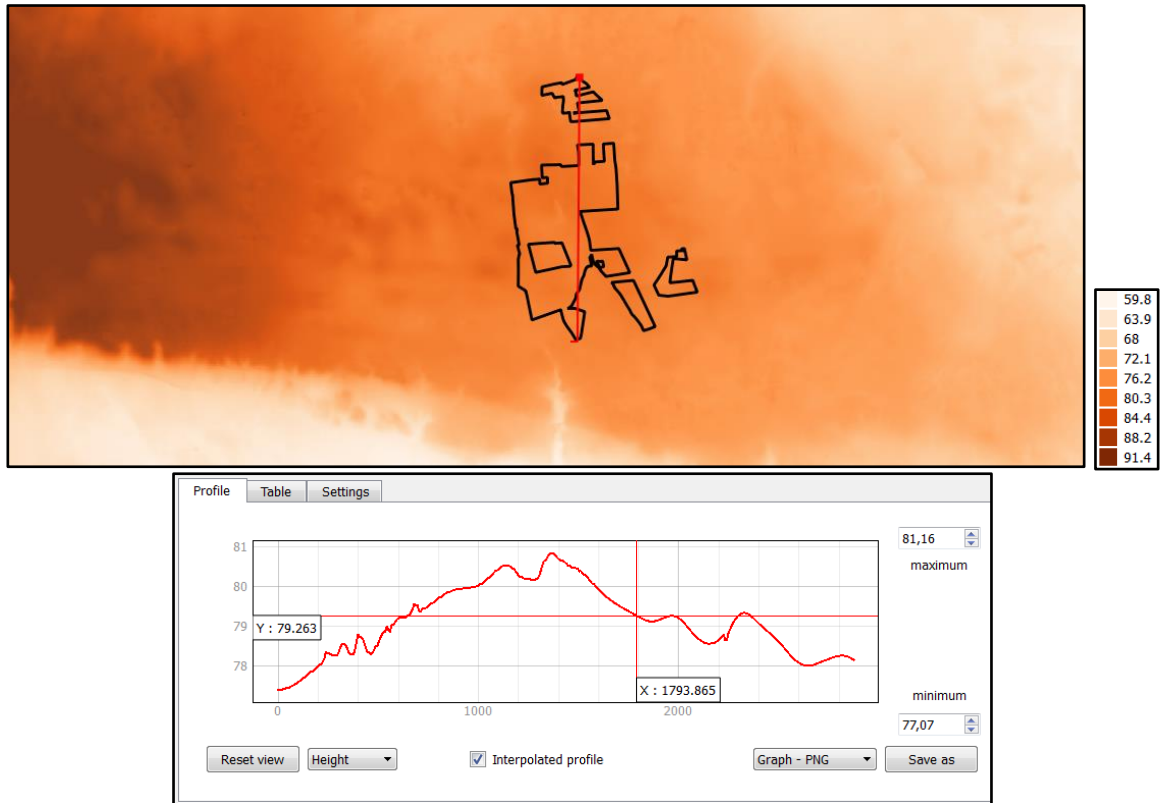 59.8
63.9
68
72.1
76.2
80.3
84.4
88.2
91.4
Profile Table Settings
81,16
maximum
81
80
79
78
Y : 79.263
X : 1793.865
0 1000 2000
minimum
77,07
Reset view Height Interpolated profile Graph - PNG Save as